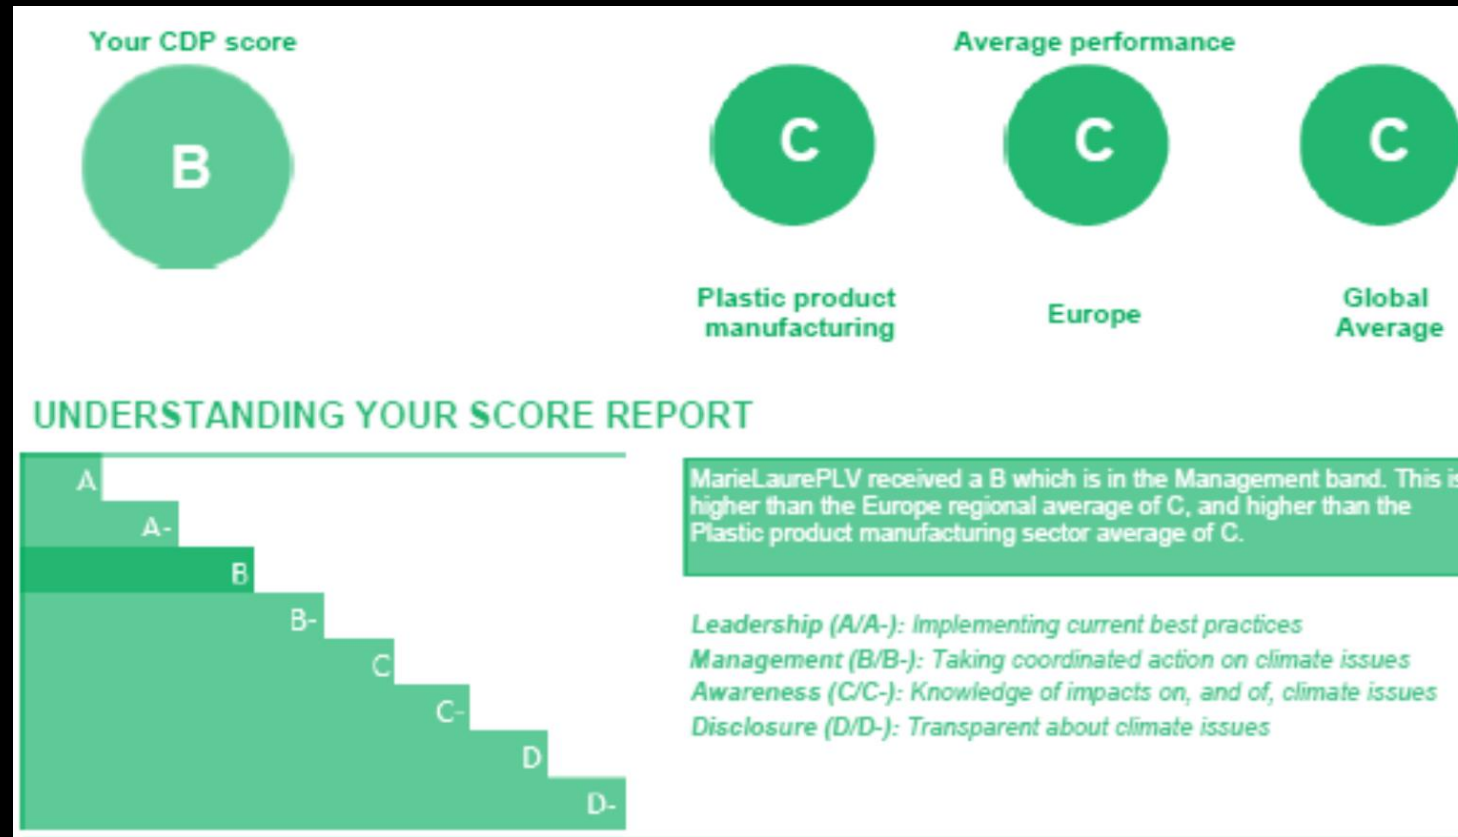 Your CDP score
Average performance
B
C
C
C
Plastic product
manufacturing
Europe
Global
Average
UNDERSTANDING YOUR SCORE REPORT
A
A-
B
B-
C
C-
D
D-
MarieLaurePLV received a B which is in the Management band. This is
higher than the Europe regional average of C, and higher than the
Plastic product manufacturing sector average of C.
Leadership (A/A-): Implementing current best practices
Management (B/B-): Taking coordinated action on climate issues
Awareness (C/C-): Knowledge of impacts on, and of, climate issues
Disclosure (D/D-): Transparent about climate issues